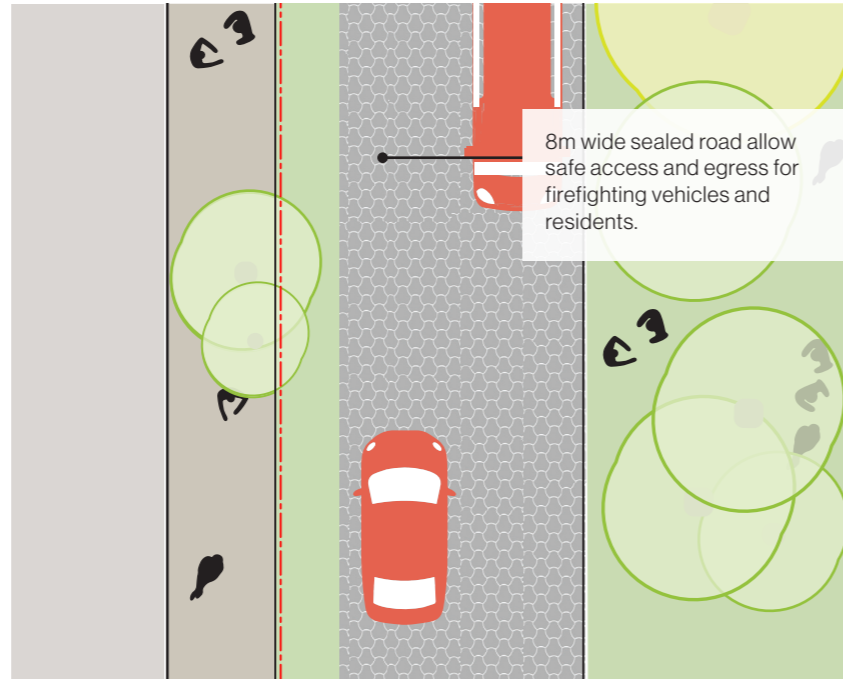 8m wide sealed road allow
safe access and egress for
firefighting vehicles and
residents.